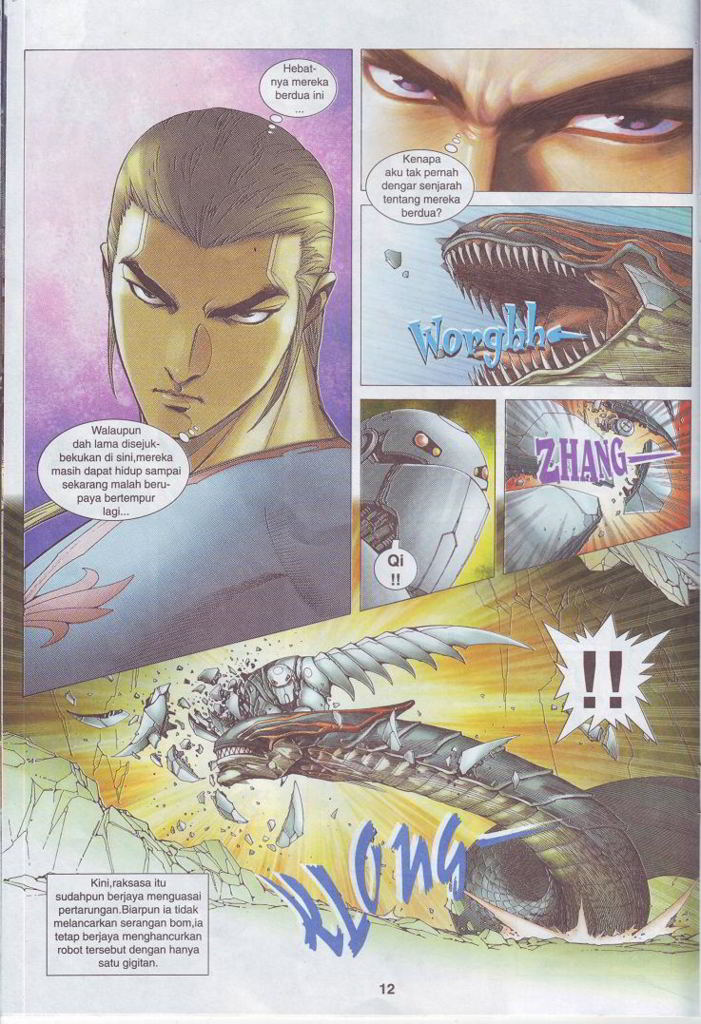 Hebat-
nya mereka
berdua ini
...
Kenapa
aku tak pernah
dengar senjarah
tentang mereka
berdua?
Worghh
Walaupun
dah lama disejuk-
bekukan di sini,mereka
masih dapat hidup sampai
sekarang malah beru-
paya bertempur
lagi...
Qi
!!
ZHANG
!!
KLONG
Kini,raksasa itu
sudahpun berjaya menguasai
pertarungan.Biarpun ia tidak
melancarkan serangan bom,ia
tetap berjaya menghancurkan
robot tersebut dengan hanya
satu gigitan.
12